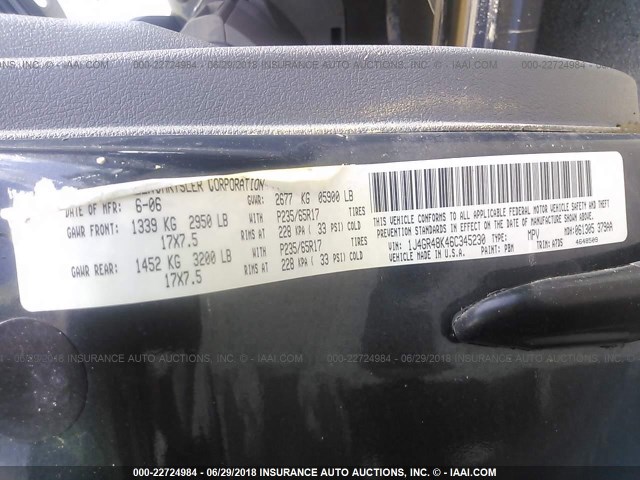 000-22724984 - 06/29/2018 INSURANCE AUTO AUCTIONS, INC. - IAAI.COM
CORPORATION
DATE OF MFR: 6-06 GVWR: 2677 KG 05900 LB
GAWR FRONT: 1339 KG 2950 LB WITH P235/65R17 TIRES
17X7.5 RIMS AT 228 KPA ( 33 PSI) COLD
GAWR REAR: 1452 KG 3200 LB WITH P235/65R17 TIRES
17X7.5 RIMS AT 228 KPA ( 33 PSI) COLD
THIS VEHICLE CONFORMS TO ALL APPLICABLE FEDERAL MOTOR VEHICLE SAFETY AND THEFT
PREVENTION STANDARDS IN EFFECT ON THE DATE OF MANUFACTURE SHOWN ABOVE.
VIN: 1J4GR48K46C345230 TYPE: MPV MDH: 061305 379AA
VEHICLE MADE IN U.S.A. PAINT: PBM TRIM: ATD5 4648509
000-22724984 - 06/29/2018 INSURANCE AUTO AUCTIONS, INC. - IAAI.COM
000-22724984 - 06/29/2018 INSURANCE AUTO AUCTIONS, INC. - IAAI.COM